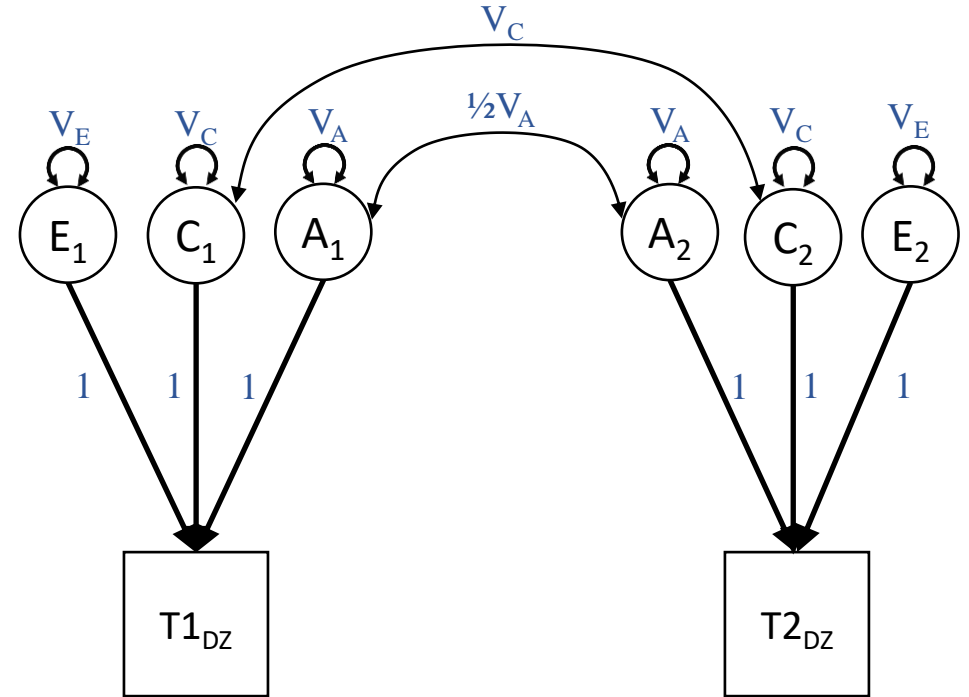 V_C
½V_A
V_E V_C V_A V_A V_C V_E
E_1 C_1 A_1 A_2 C_2 E_2
1 1 1 1 1 1
T1_DZ T2_DZ